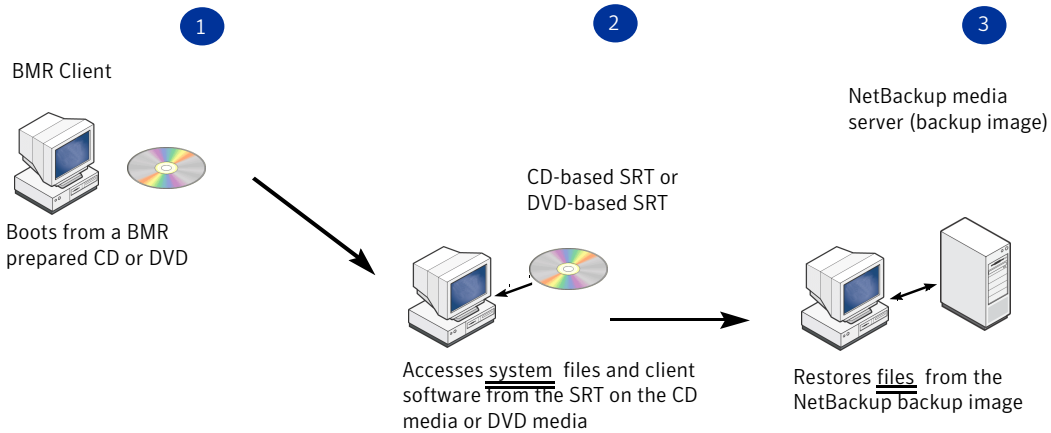 1
2
3
BMR Client
NetBackup media
server (backup image)
CD-based SRT or
DVD-based SRT
Boots from a BMR
prepared CD or DVD
Accesses system files and client
software from the SRT on the CD
media or DVD media
Restores files from the
NetBackup backup image